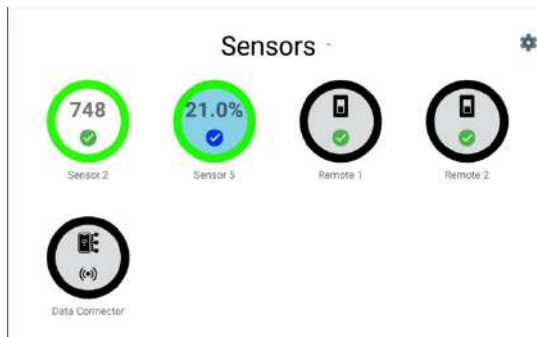 Sensors
748 21.0%
Sensor 2 Sensor 5 Remote 1 Remote 2
Data Connector